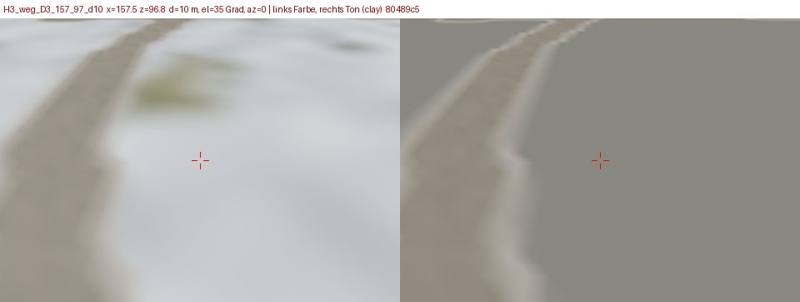 H3_weg_D3_157_97_d10 x=157.5 z=96.8 d=10 m, el=35 Grad, az=0 | links Farbe, rechts Ton (clay) 80489c5